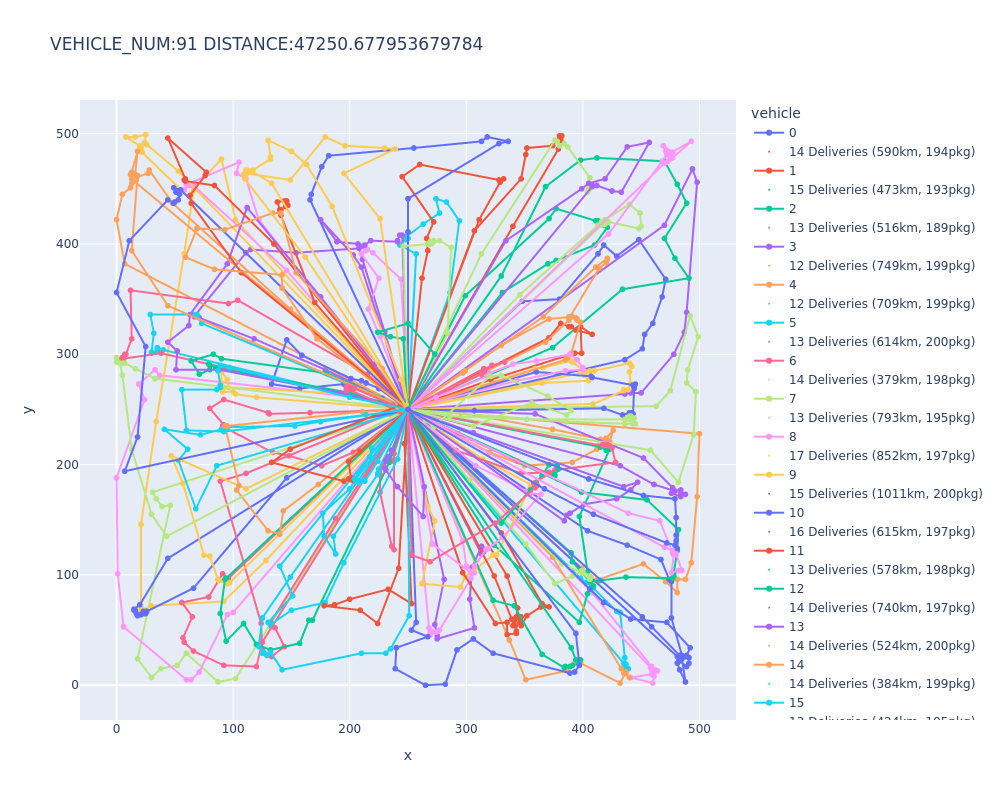 VEHICLE_NUM:91 DISTANCE:47250.677953679784
vehicle
0
14 Deliveries (590km, 194pkg)
1
15 Deliveries (473km, 193pkg)
2
13 Deliveries (516km, 189pkg)
3
12 Deliveries (749km, 199pkg)
4
12 Deliveries (709km, 199pkg)
5
13 Deliveries (614km, 200pkg)
6
14 Deliveries (379km, 198pkg)
7
13 Deliveries (793km, 195pkg)
8
17 Deliveries (852km, 197pkg)
9
15 Deliveries (1011km, 200pkg)
10
16 Deliveries (615km, 197pkg)
11
13 Deliveries (578km, 198pkg)
12
14 Deliveries (740km, 197pkg)
13
14 Deliveries (524km, 200pkg)
14
14 Deliveries (384km, 199pkg)
15
500
400
300
200
100
0
y
0 100 200 300 400 500
x